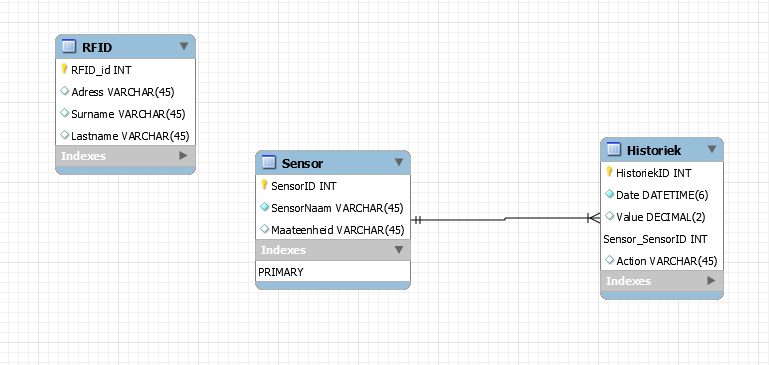 RFID
RFID_id INT
Adress VARCHAR(45)
Surname VARCHAR(45)
Lastname VARCHAR(45)
Indexes
Sensor
SensorID INT
SensorNaam VARCHAR(45)
Maateenheid VARCHAR(45)
Indexes
PRIMARY
Historiek
HistoriekID INT
Date DATETIME(6)
Value DECIMAL(2)
Sensor_SensorID INT
Action VARCHAR(45)
Indexes